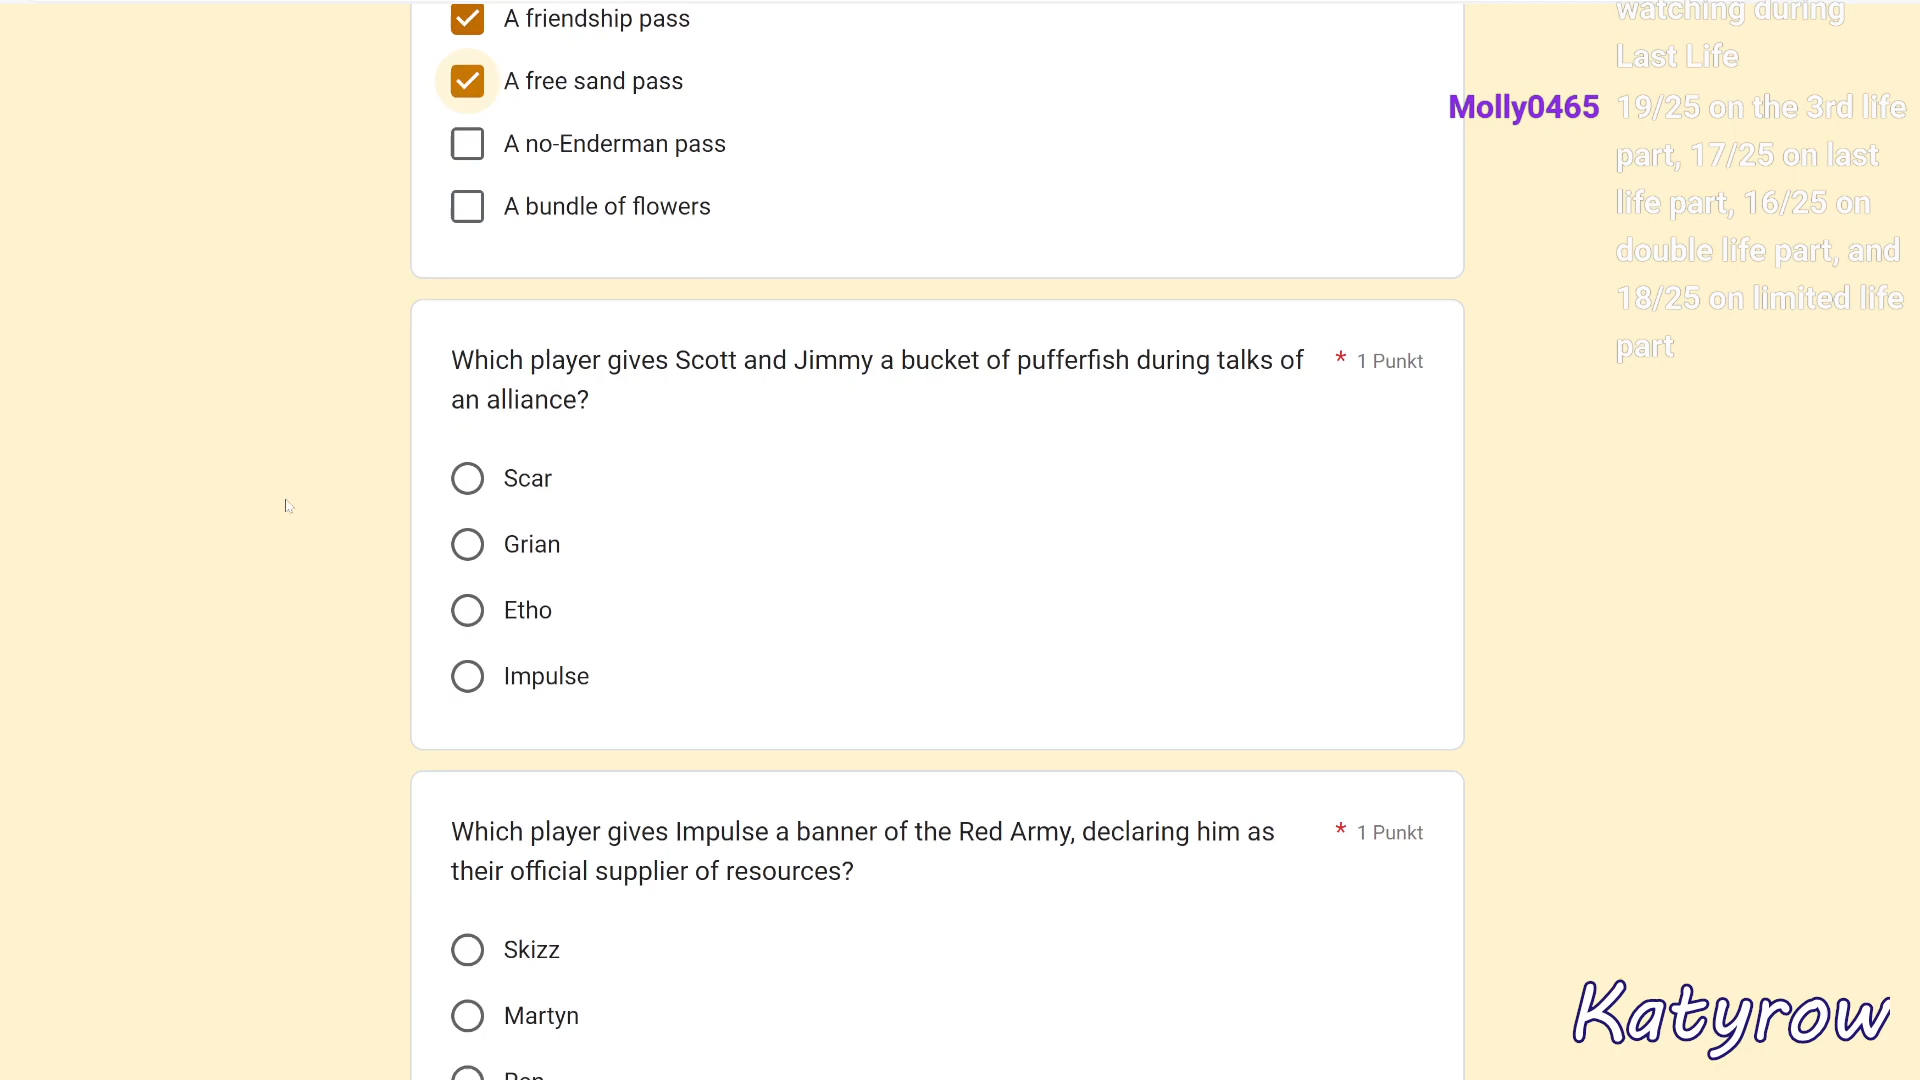 A friendship pass
A free sand pass
A no-Enderman pass
A bundle of flowers
Which player gives Scott and Jimmy a bucket of pufferfish during talks of
an alliance?
* 1 Punkt
Scar
Grian
Etho
Impulse
Which player gives Impulse a banner of the Red Army, declaring him as
their official supplier of resources?
* 1 Punkt
Skizz
Martyn
Ren
watching during
Last Life
Molly0465 19/25 on the 3rd life
part, 17/25 on last
life part, 16/25 on
double life part, and
18/25 on limited life
part
Katyrow